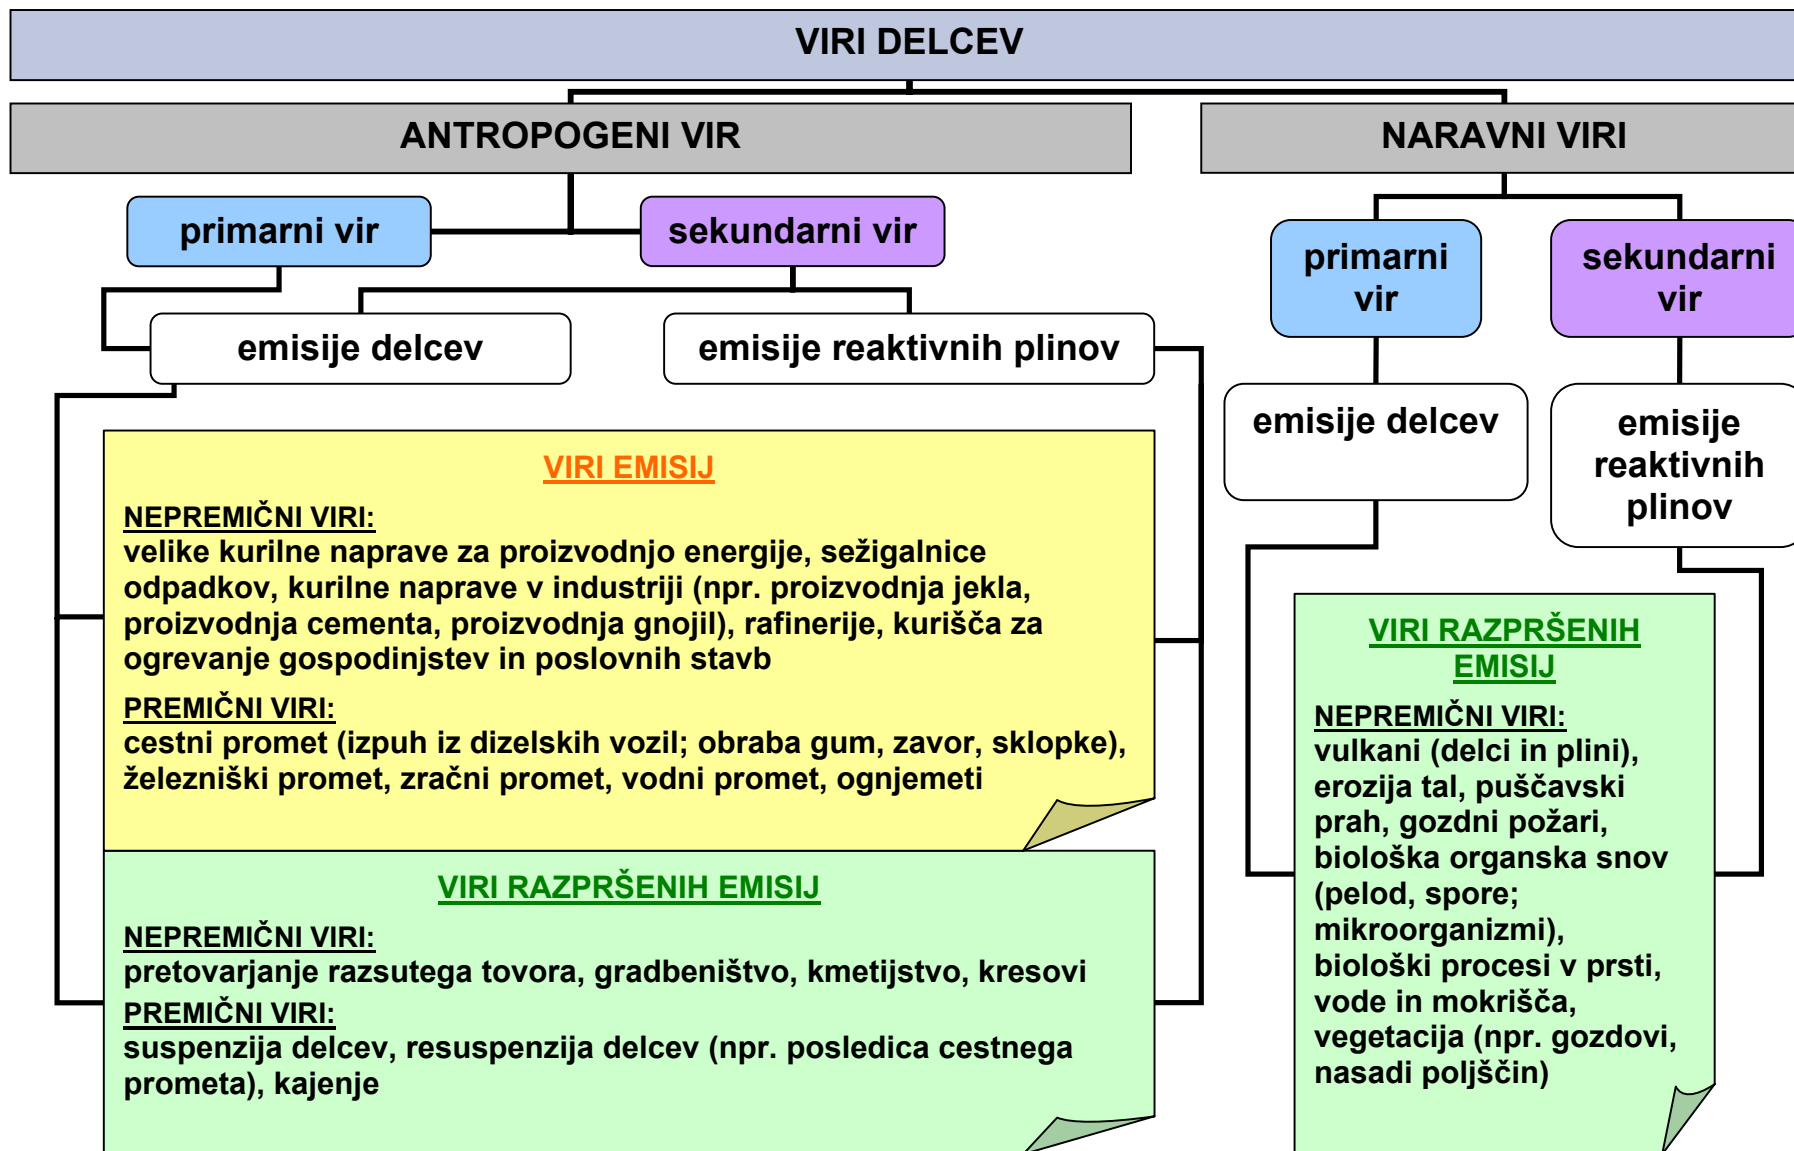 VIRI DELCEV
ANTROPOGENI VIR
NARAVNI VIRI
primarni vir
sekundarni vir
primarni
vir
sekundarni
vir
emisije delcev
emisije reaktivnih plinov
emisije delcev
emisije
reaktivnih
plinov
VIRI EMISIJ
NEPREMIČNI VIRI:
velike kurilne naprave za proizvodnjo energije, sežigalnice
odpadkov, kurilne naprave v industriji (npr. proizvodnja jekla,
proizvodnja cementa, proizvodnja gnojil), rafinerije, kurišča za
ogrevanje gospodinjstev in poslovnih stavb
PREMIČNI VIRI:
cestni promet (izpuh iz dizelskih vozil; obraba gum, zavor, sklopke),
železniški promet, zračni promet, vodni promet, ognjemeti
VIRI RAZPRŠENIH EMISIJ
NEPREMIČNI VIRI:
pretovarjanje razsutega tovora, gradbeništvo, kmetijstvo, kresovi
PREMIČNI VIRI:
suspenzija delcev, resuspenzija delcev (npr. posledica cestnega
prometa), kajenje
VIRI RAZPRŠENIH
EMISIJ
NEPREMIČNI VIRI:
vulkani (delci in plini),
erozija tal, puščavski
prah, gozdni požari,
biološka organska snov
(pelod, spore;
mikroorganizmi),
biološki procesi v prsti,
vode in mokrišča,
vegetacija (npr. gozdovi,
nasadi poljščin)